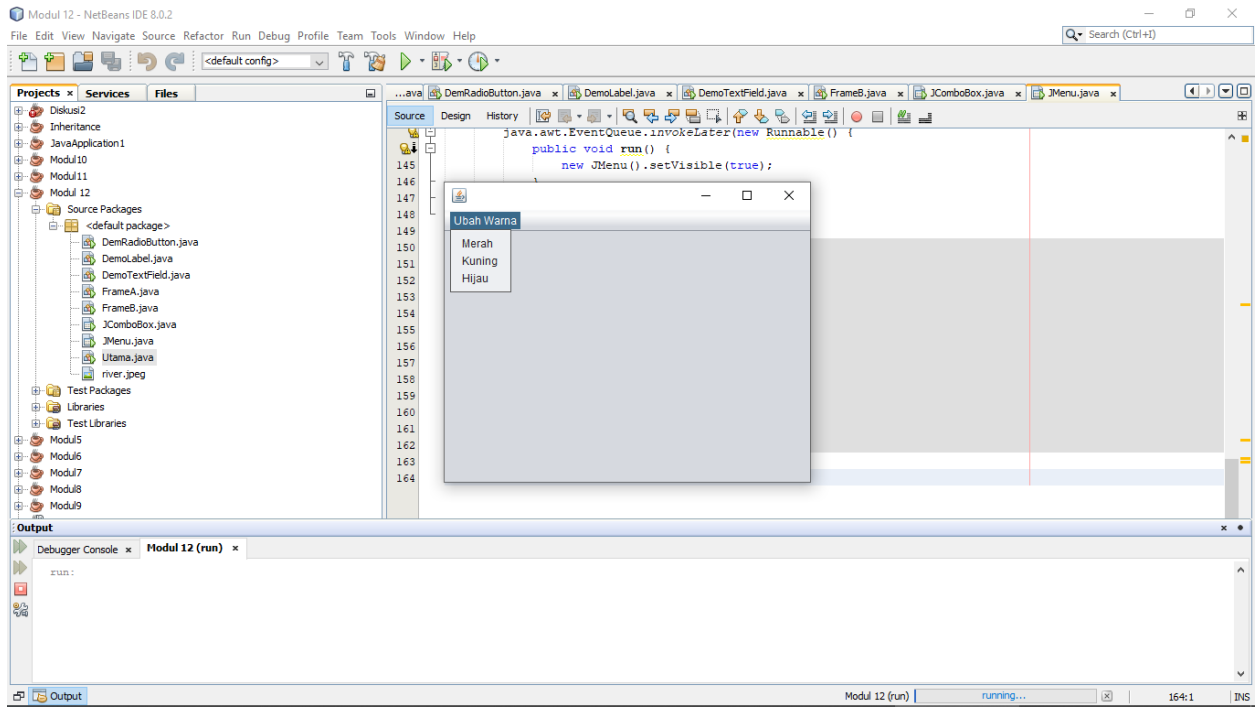 Modul 12 - NetBeans IDE 8.0.2
File Edit View Navigate Source Refactor Run Debug Profile Team Tools Window Help
Search (Ctrl+I)
<default config>
Projects Services Files
...ava DemRadioButton.java DemoLabel.java DemoTextField.java FrameB.java JComboBox.java JMenu.java
Source Design History
Diskusi2
Inheritance
JavaApplication1
Modul10
Modul11
Modul 12
Source Packages
<default package>
DemRadioButton.java
DemoLabel.java
DemoTextField.java
FrameA.java
FrameB.java
JComboBox.java
JMenu.java
Utama.java
river.jpeg
Test Packages
Libraries
Test Libraries
Modul5
Modul6
Modul7
Modul8
Modul9
java.awt.EventQueue.invokeLater(new Runnable() {
public void run() {
145 new JMenu().setVisible(true);
146 }
147
148
149
150
151
152
153
154
155
156
157
158
159
160
161
162
163
164
Ubah Warna
Merah
Kuning
Hijau
Output
Debugger Console Modul 12 (run)
run:
Output
Modul 12 (run) running... 164:1 INS